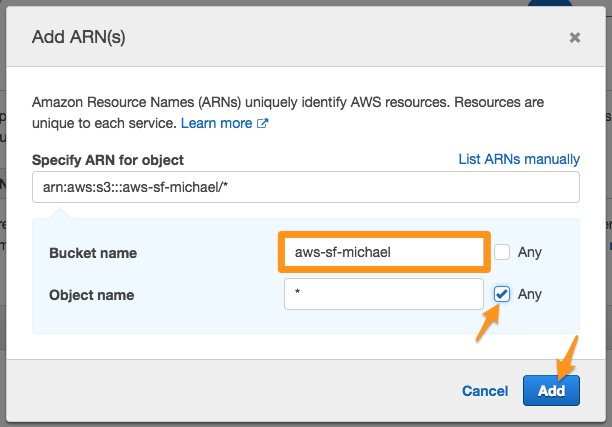 Add ARN(s)
Amazon Resource Names (ARNs) uniquely identify AWS resources. Resources are
unique to each service. Learn more
Specify ARN for object List ARNs manually
arn:aws:s3:::aws-sf-michael/*
Bucket name aws-sf-michael Any
Object name * Any
Cancel Add